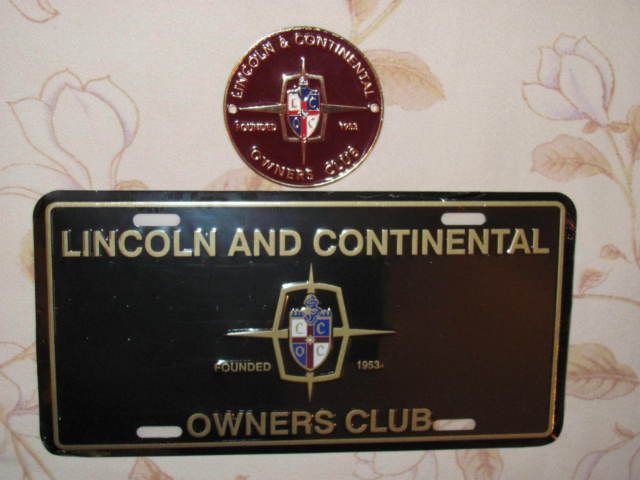 LINCOLN & CONTINENTAL
L C
O C
FOUNDED 1953
OWNERS CLUB
LINCOLN AND CONTINENTAL
C C
O C
FOUNDED 1953
OWNERS CLUB